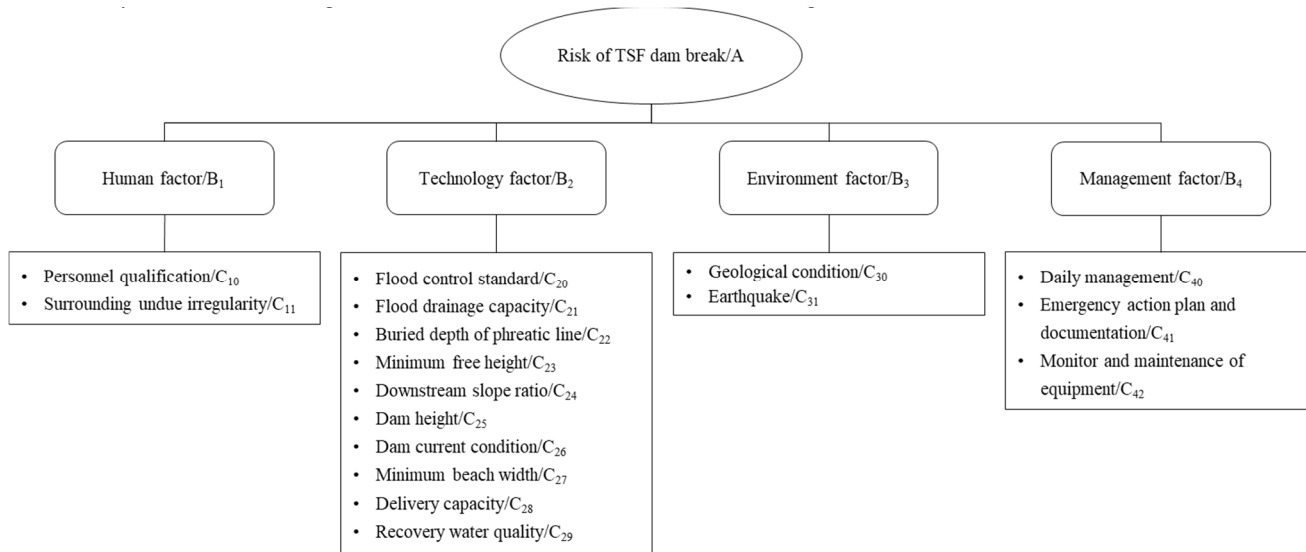 Risk of TSF dam break/A
Human factor/B₁
Technology factor/B₂
Environment factor/B₃
Management factor/B₄
• Personnel qualification/C₁₀
• Surrounding undue irregularity/C₁₁
• Flood control standard/C₂₀
• Flood drainage capacity/C₂₁
• Buried depth of phreatic line/C₂₂
• Minimum free height/C₂₃
• Downstream slope ratio/C₂₄
• Dam height/C₂₅
• Dam current condition/C₂₆
• Minimum beach width/C₂₇
• Delivery capacity/C₂₈
• Recovery water quality/C₂₉
• Geological condition/C₃₀
• Earthquake/C₃₁
• Daily management/C₄₀
• Emergency action plan and
documentation/C₄₁
• Monitor and maintenance of
equipment/C₄₂